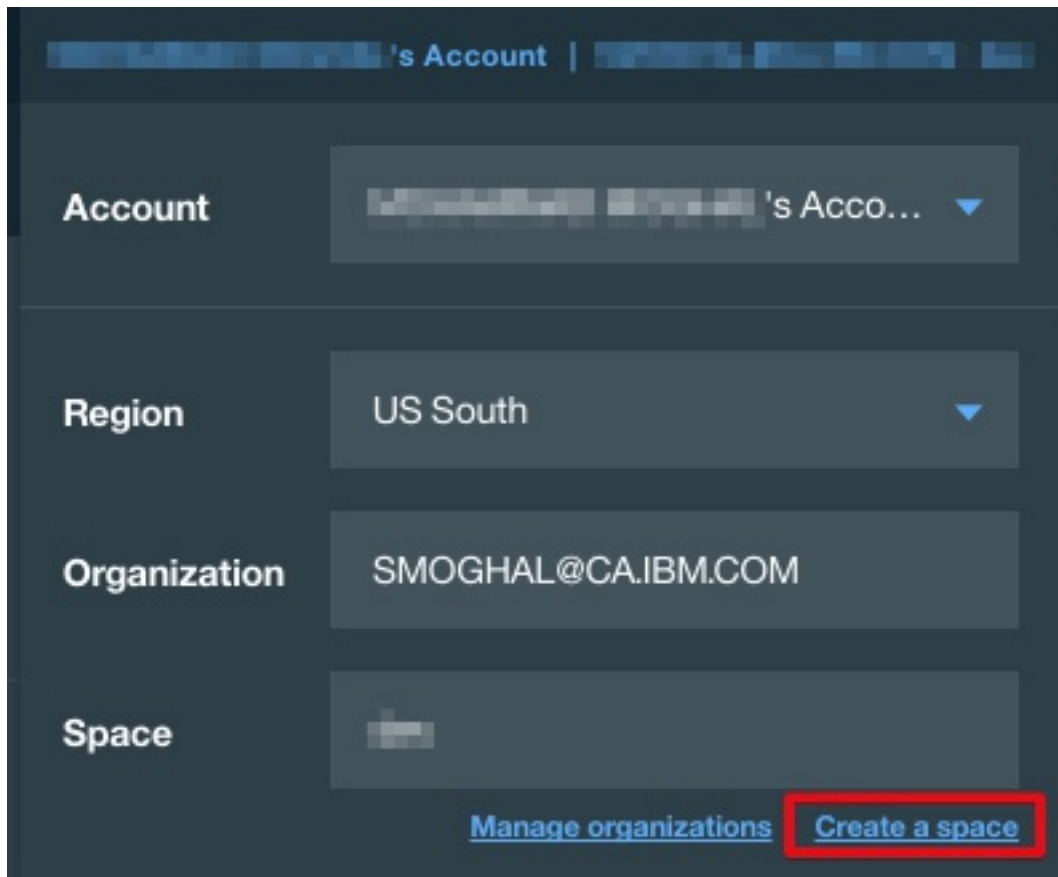 's Account |
Account 's Acco...
Region US South
Organization SMOGHAL@CA.IBM.COM
Space
Manage organizations Create a space